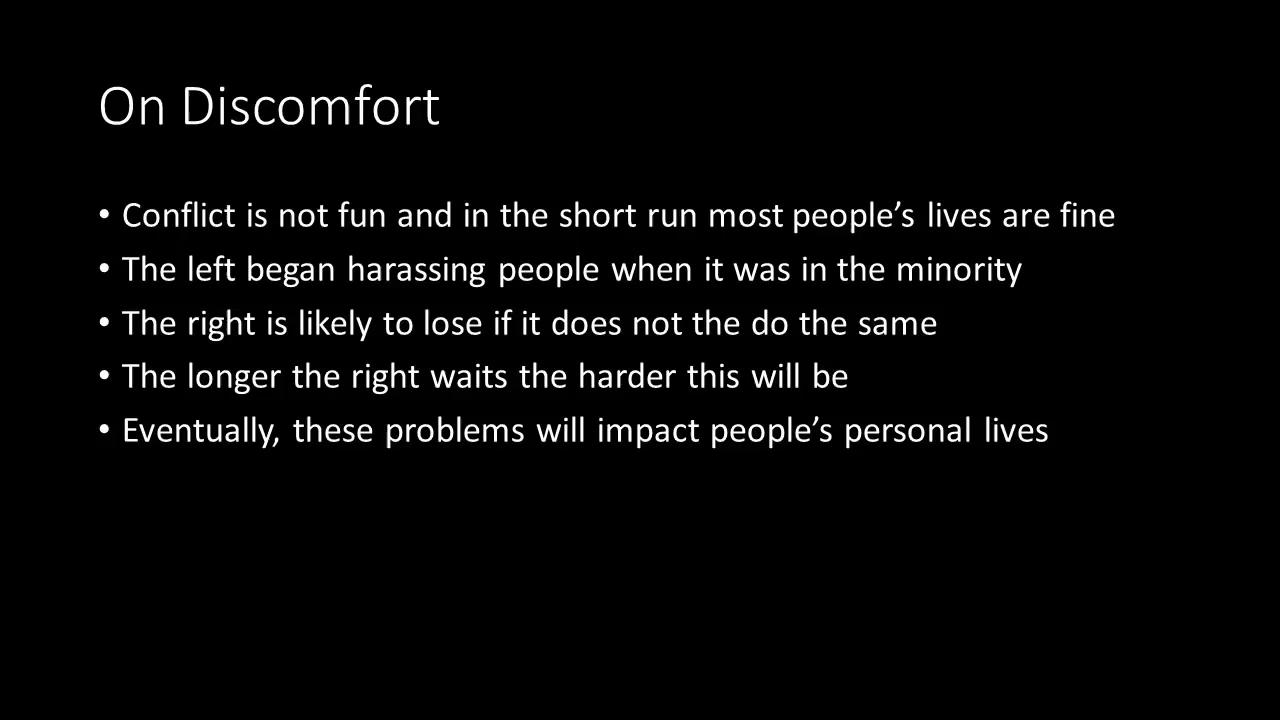 On Discomfort
• Conflict is not fun and in the short run most people’s lives are fine
• The left began harassing people when it was in the minority
• The right is likely to lose if it does not the do the same
• The longer the right waits the harder this will be
• Eventually, these problems will impact people’s personal lives